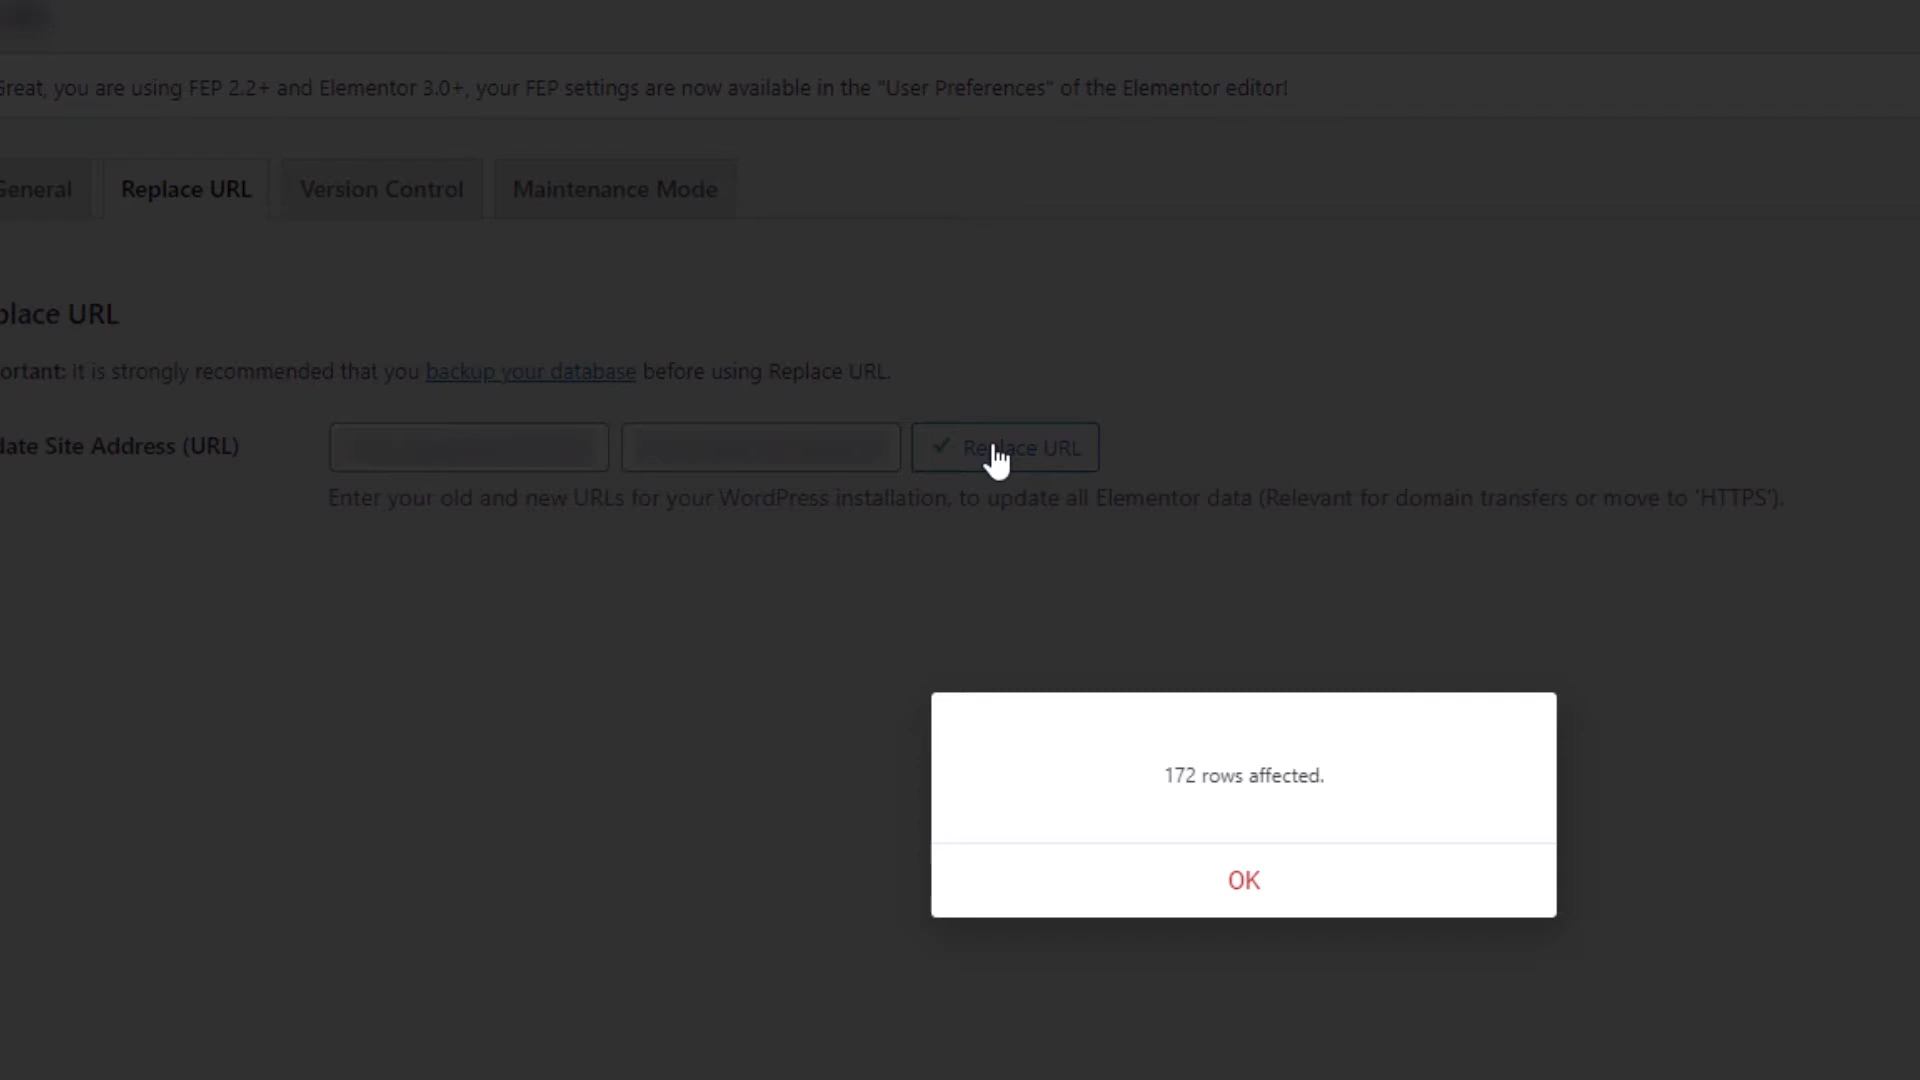 Great, you are using FEP 2.2+ and Elementor 3.0+, your FEP settings are now available in the "User Preferences" of the Elementor editor!
General Replace URL Version Control Maintenance Mode
place URL
ortant: It is strongly recommended that you backup your database before using Replace URL.
date Site Address (URL) Replace URL
Enter your old and new URLs for your WordPress installation, to update all Elementor data (Relevant for domain transfers or move to 'HTTPS').
172 rows affected.
OK